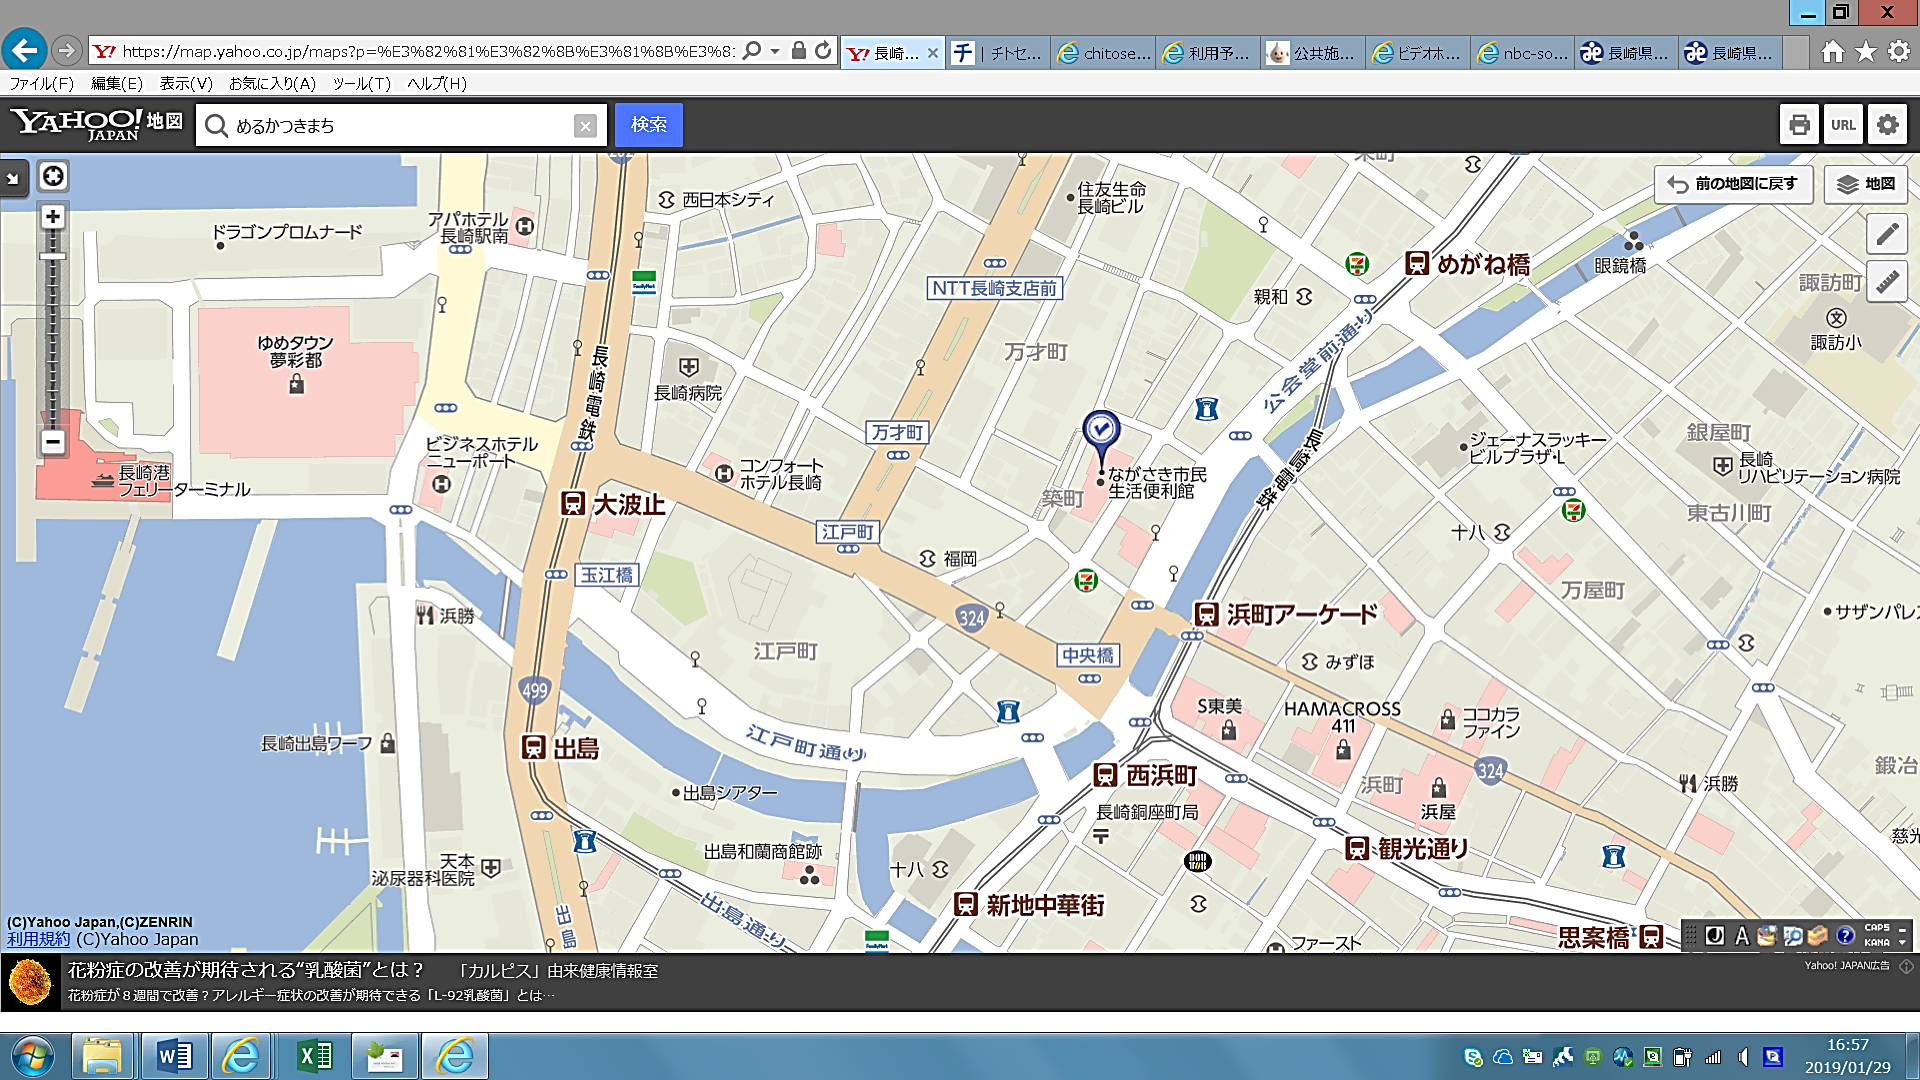 https://map.yahoo.co.jp/maps?p=%E3%82%81%E3%82%8B%E3%81%8B%E3%
長崎...
| チトセ...
chitose...
利用予...
公共施...
ビデオホ...
nbc-so...
長崎県...
長崎県...
ファイル(F) 編集(E) 表示(V) お気に入り(A) ツール(T) ヘルプ(H)
YAHOO! JAPAN 地図
めるかつきまち
検索
URL
前の地図に戻す
地図
西日本シティ
住友生命
長崎ビル
アパホテル
長崎駅南
ドラゴンプロムナード
FamilyMart
NTT長崎支店前
親和
めがね橋
眼鏡橋
諏訪町
諏訪小
ゆめタウン
夢彩都
長崎電鉄
長崎病院
万才町
公会堂前通り
万才町
ビジネスホテル
ニューポート
コンフォート
ホテル長崎
ながさき市民
生活便利館
築町
長崎電鉄
ジェーナスラッキー
ビルプラザ・L
銀屋町
長崎
リハビリテーション病院
東古川町
長崎港
フェリーターミナル
大波止
江戸町
福岡
十八
玉江橋
浜勝
324
浜町アーケード
万屋町
サザンパレ
江戸町
中央橋
みずほ
499
S東美
HAMACROSS
411
ココカラ
ファイン
長崎出島ワーフ
出島
江戸町通り
西浜町
324
浜町
浜屋
浜勝
鍛冶
出島シアター
長崎銅座町局
観光通り
慈光
出島和蘭商館跡
天本
泌尿器科医院
十八
新地中華街
出島通り
出島
FamilyMart
ファースト
思案橋
(C)Yahoo Japan,(C)ZENRIN
利用規約 (C)Yahoo Japan
A
CAPS
KANA
花粉症の改善が期待される“乳酸菌”とは? 「カルピス」由来健康情報室
花粉症が8週間で改善?アレルギー症状の改善が期待できる「L-92乳酸菌」とは…
Yahoo! JAPAN広告
16:57
2019/01/29